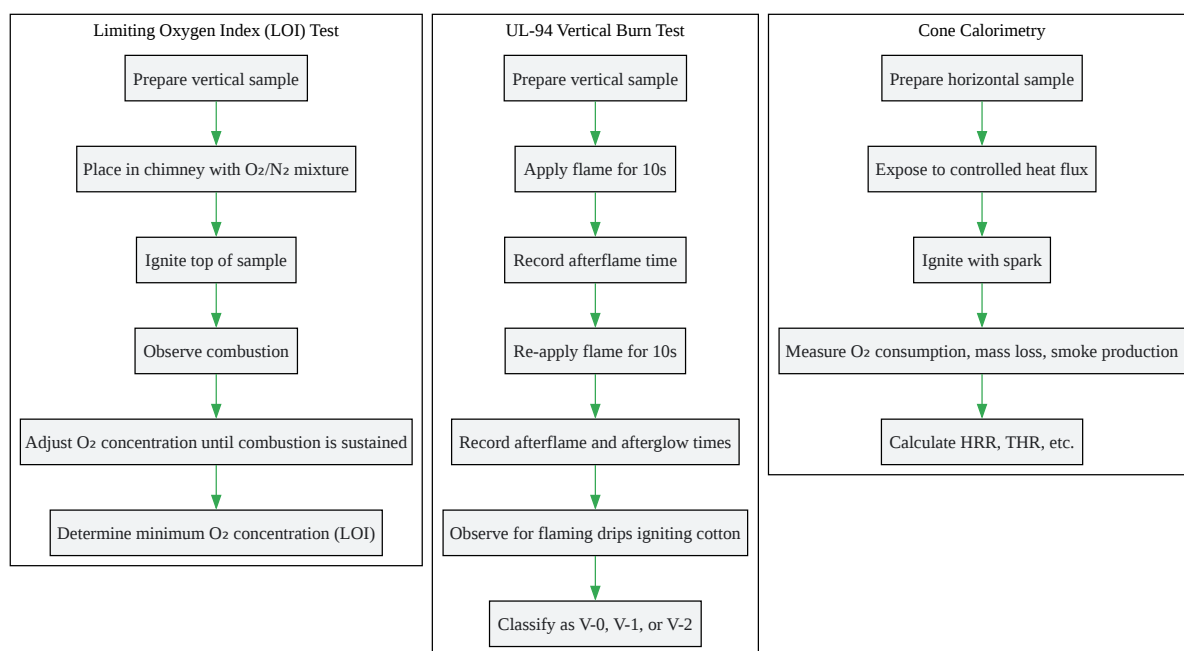 Limiting Oxygen Index (LOI) Test
Prepare vertical sample
Place in chimney with O₂/N₂ mixture
Ignite top of sample
Observe combustion
Adjust O₂ concentration until combustion is sustained
Determine minimum O₂ concentration (LOI)
UL-94 Vertical Burn Test
Prepare vertical sample
Apply flame for 10s
Record afterflame time
Re-apply flame for 10s
Record afterflame and afterglow times
Observe for flaming drips igniting cotton
Classify as V-0, V-1, or V-2
Cone Calorimetry
Prepare horizontal sample
Expose to controlled heat flux
Ignite with spark
Measure O₂ consumption, mass loss, smoke production
Calculate HRR, THR, etc.